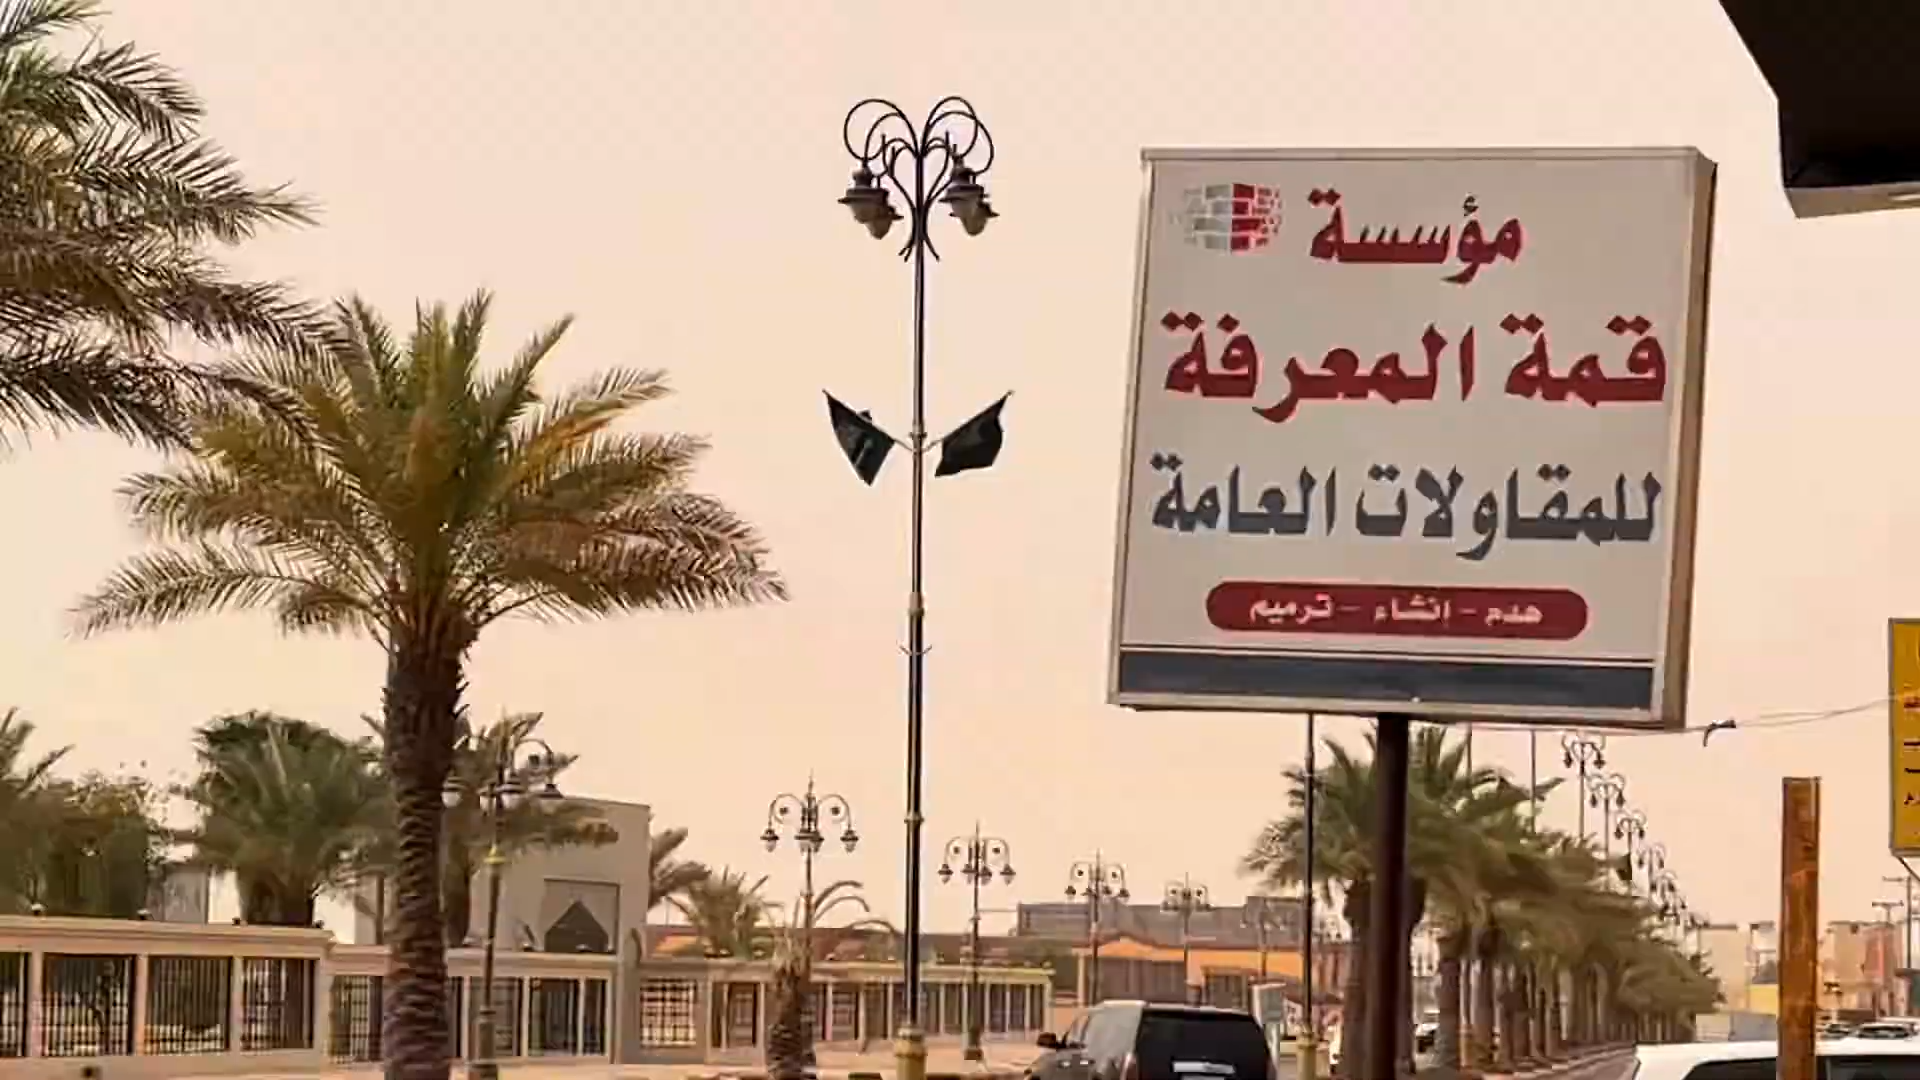 مؤسسة
قمة المعرفة
للمقاولات العامة
هدم - إنشاء - ترميم